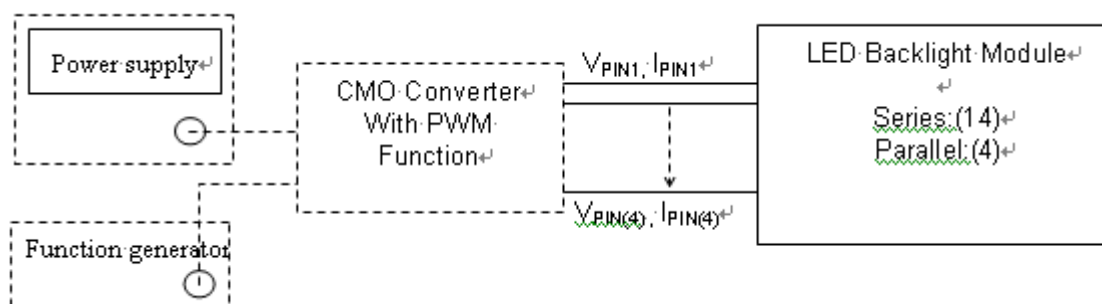 Power supply↵
Function generator
CMO Converter↵
With PWM
Function↵
VPIN1, IPIN1↵
VPIN(4), IPIN(4)↵
LED Backlight Module
↵
Series:(14)↵
Parallel:(4)↵